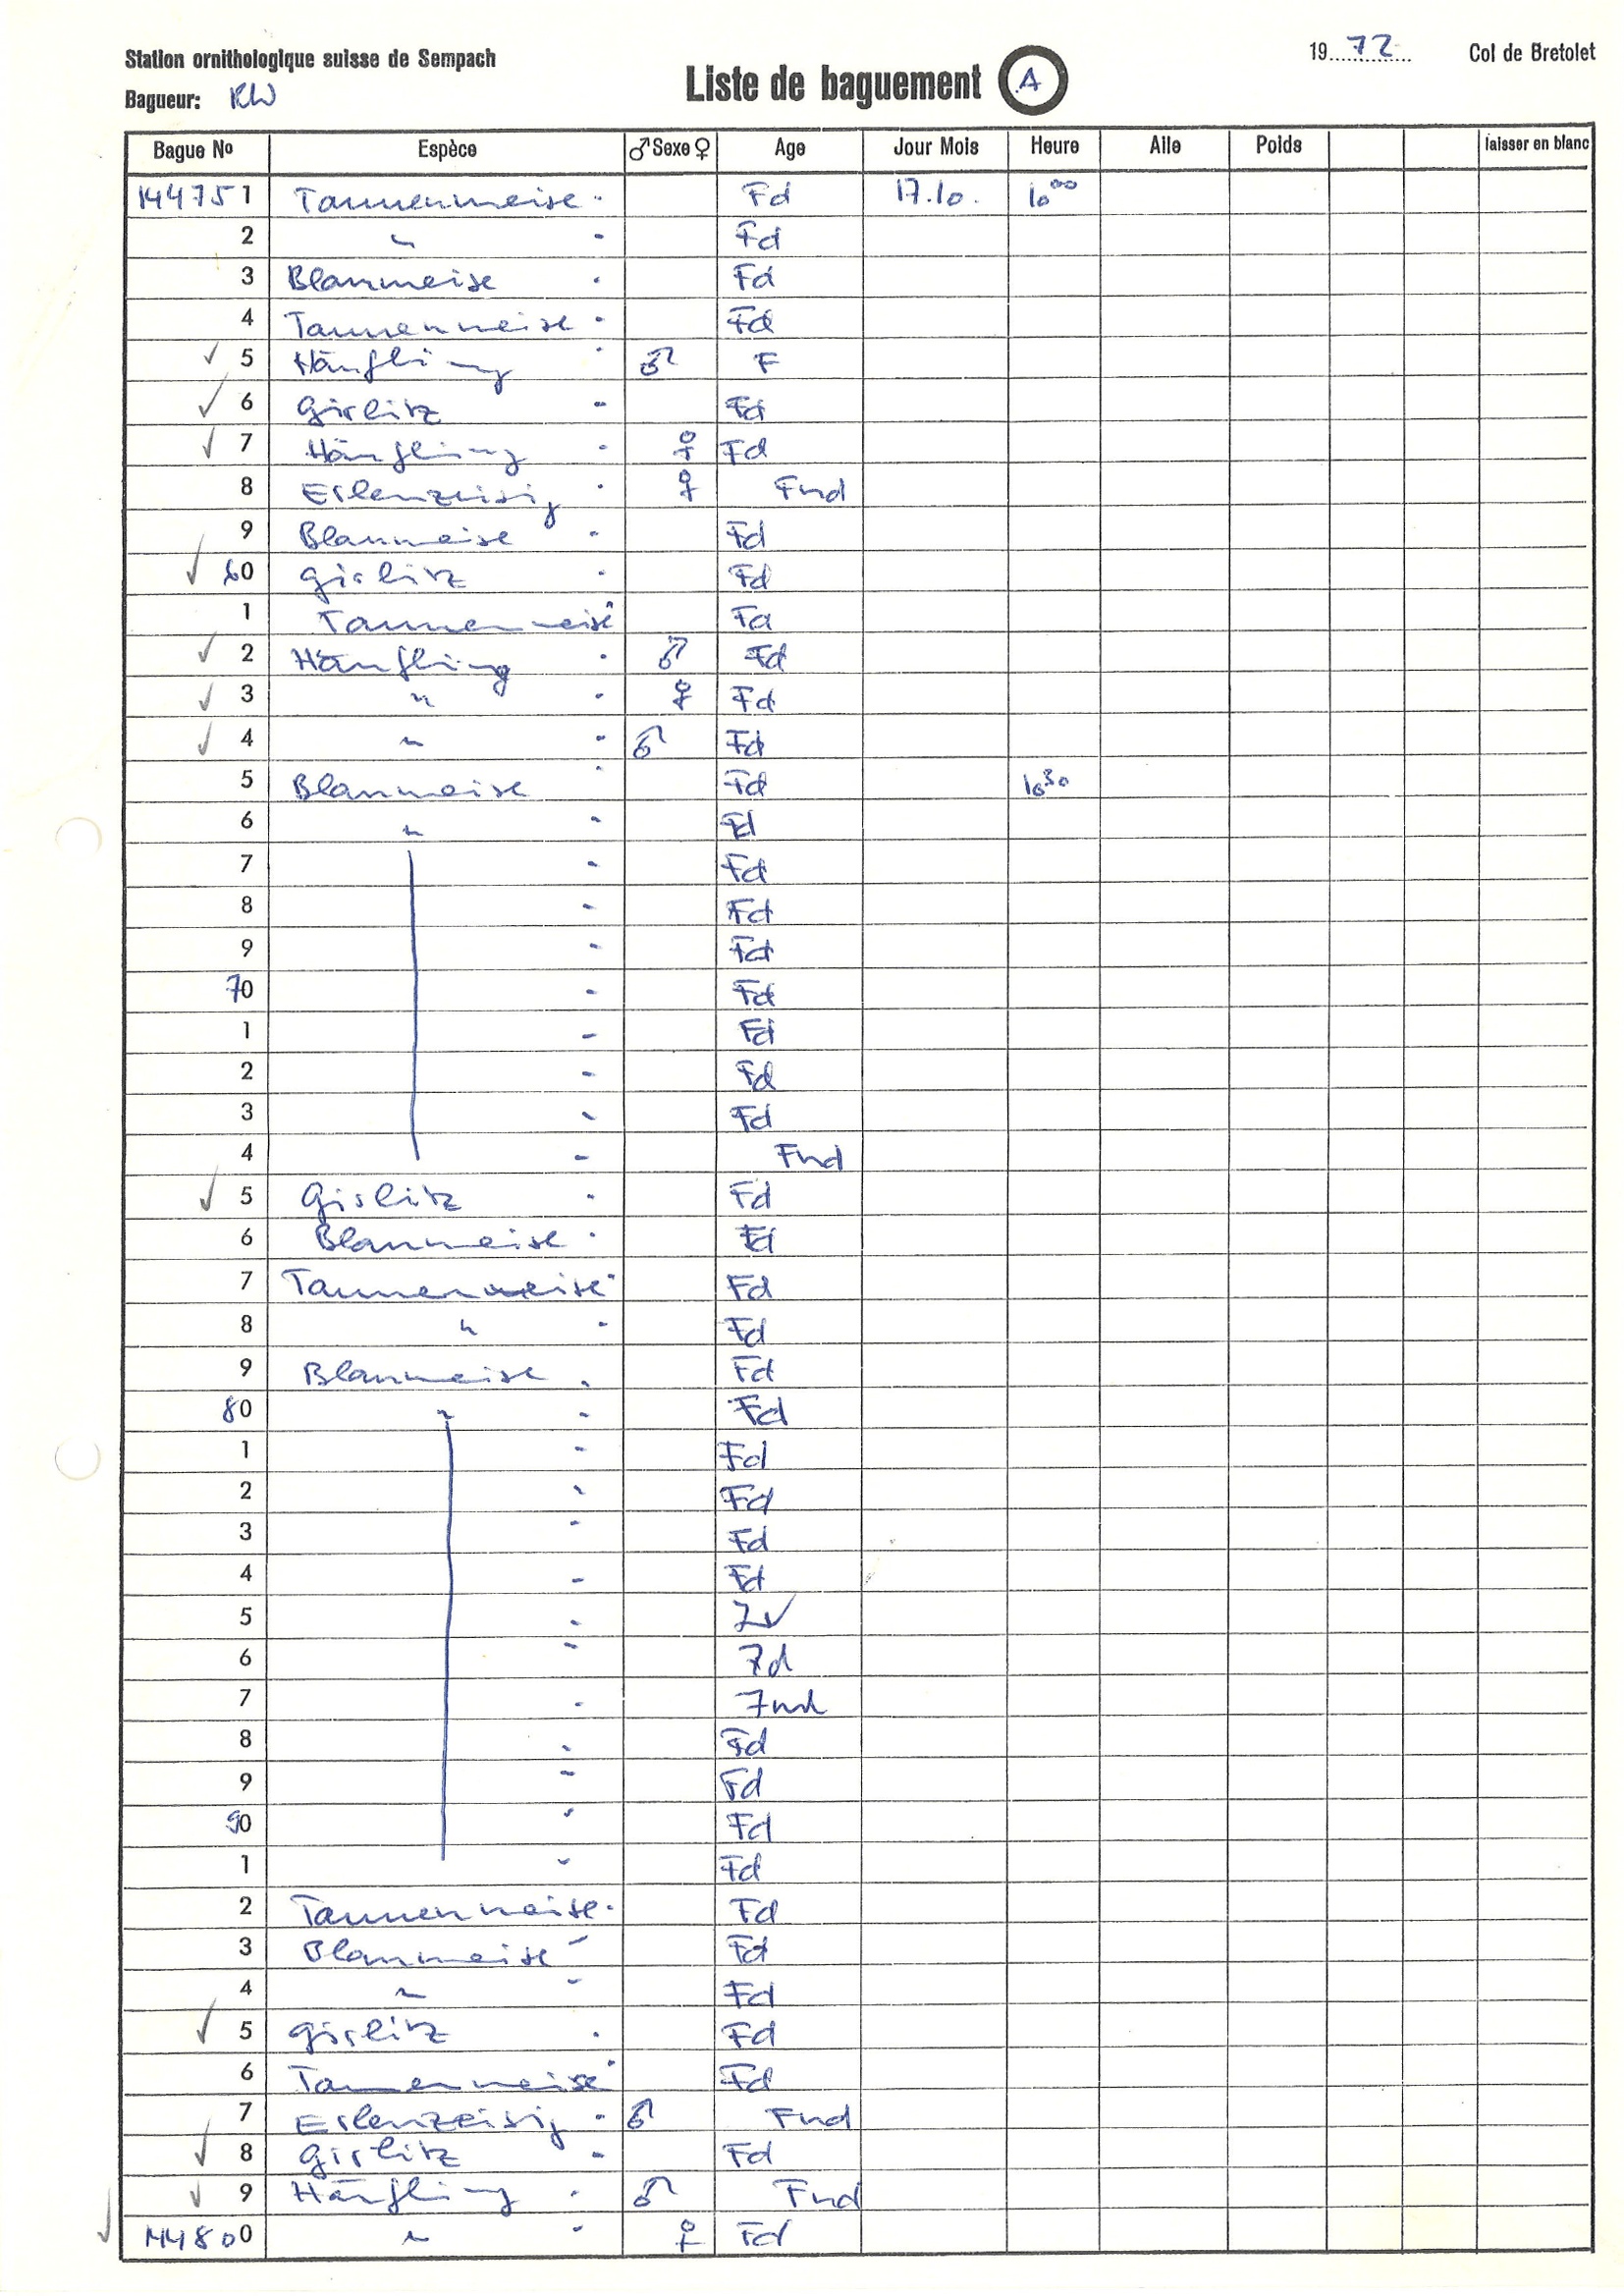 Station ornithologique suisse de Sempach
19 72 Col de Bretolet
Bagueur: RW
Liste de baguement A
Bague No Espèce ♂ Sexe ♀ Age Jour Mois Heure Aile Poids laisser en blanc
144751 Tannenmeise - Fd 17.10. 10 00
2 " - Fd
3 Blaumeise - Fd
4 Tannenmeise - Fd
✓ 5 Hänfling - ♂ F
✓ 6 Girlitz - Fd
✓ 7 Hänfling - ♀ Fd
8 Erlenzeisig - ♀ Fnd
9 Blaumeise - Fd
✓ 60 Girlitz - Fd
1 Tannenmeise - Fd
✓ 2 Hänfling - ♂ Fd
✓ 3 " - ♀ Fd
✓ 4 " - ♂ Fd
5 Blaumeise - Fd 10 30
6 " - Fd
7 - Fd
8 - Fd
9 - Fd
70 - Fd
1 - Fd
2 - Fd
3 - Fd
4 - Fnd
✓ 5 Girlitz - Fd
6 Blaumeise - Fd
7 Tannenmeise - Fd
8 " - Fd
9 Blaumeise - Fd
80 " - Fd
1 - Fd
2 - Fd
3 - Fd
4 - Fd
5 - 7v
6 - 7d
7 - 7nd
8 - Fd
9 - Fd
90 - Fd
1 - Fd
2 Tannenmeise - Fd
3 Blaumeise - Fd
4 " - Fd
✓ 5 Girlitz - Fd
6 Tannenmeise - Fd
7 Erlenzeisig - ♂ Fnd
✓ 8 Girlitz - Fd
✓ 9 Hänfling - ♂ Fnd
✓ 144800 " - ♀ Fd